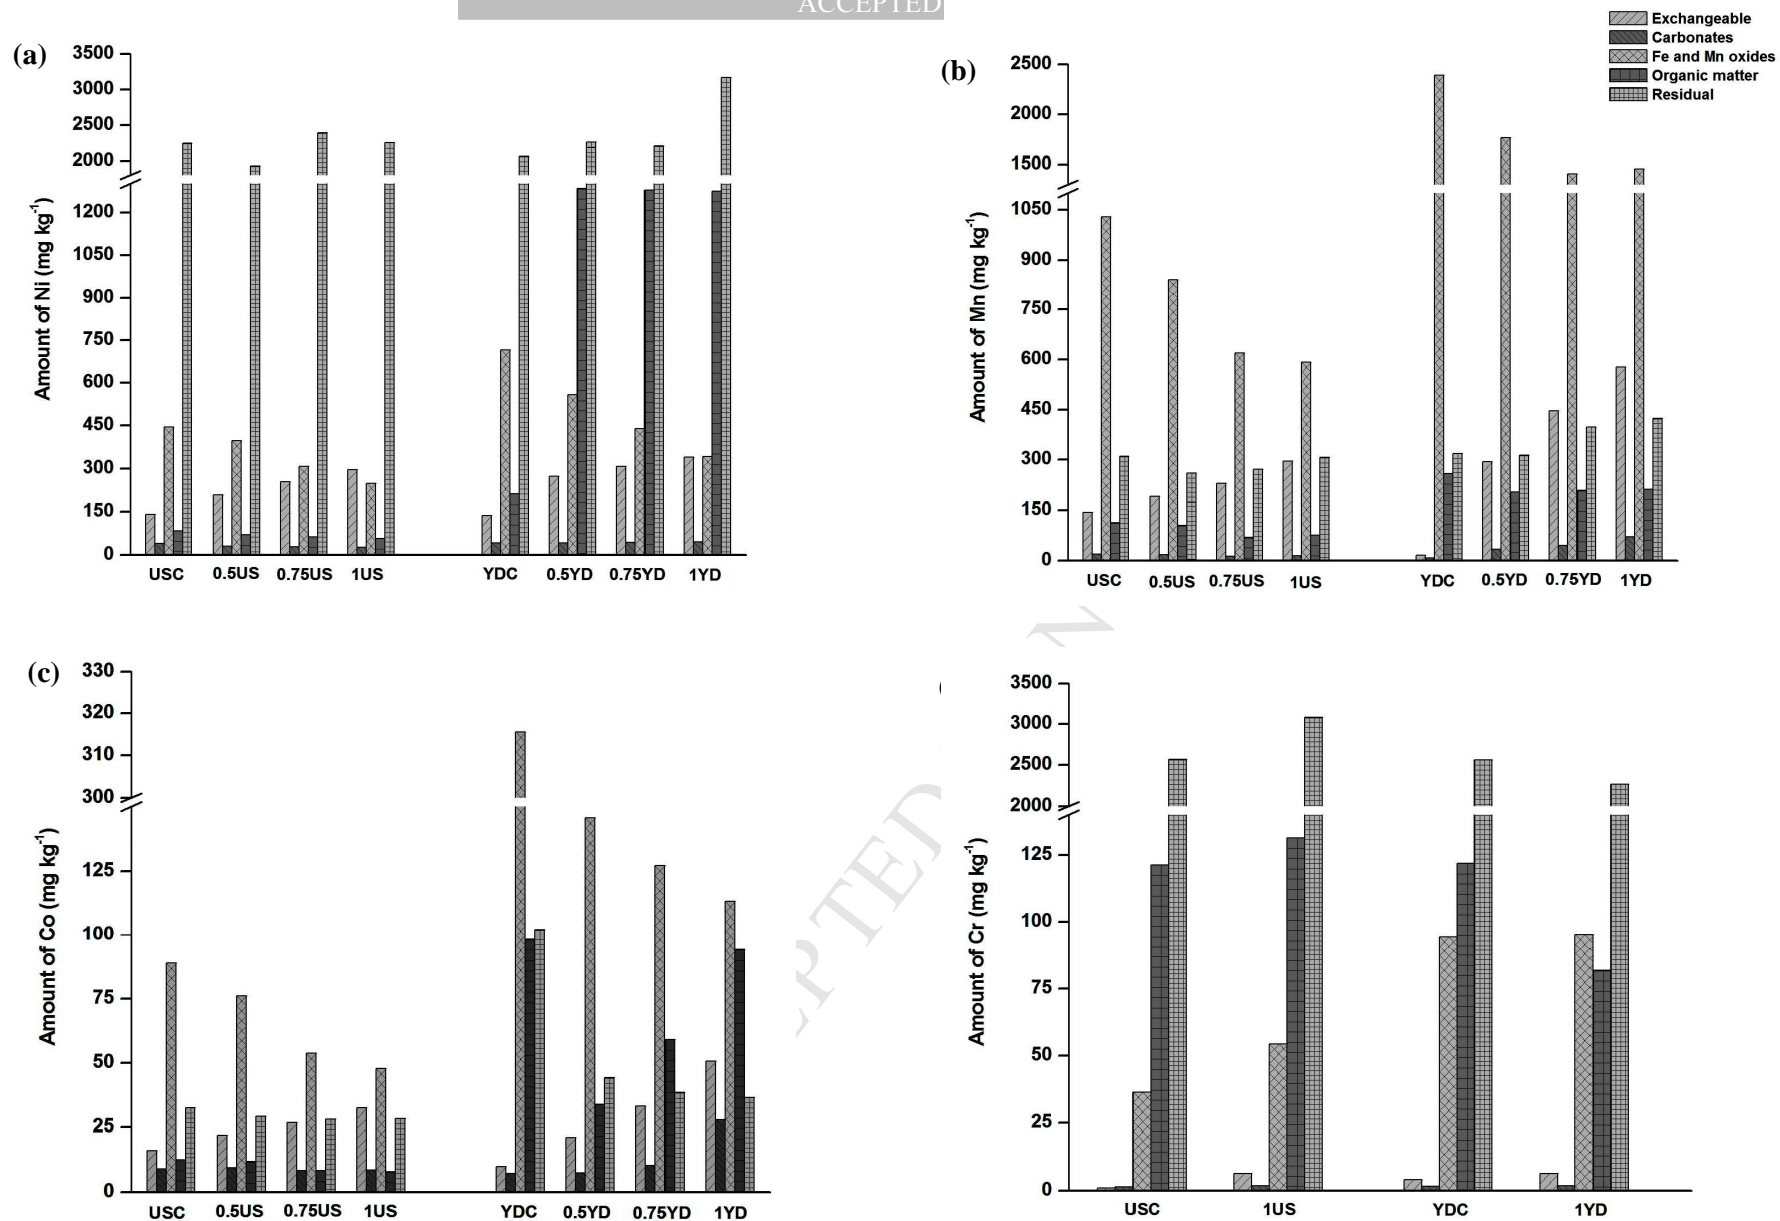 ACCEPTED
Exchangeable
Carbonates
Fe and Mn oxides
Organic matter
Residual
(a)
Amount of Ni (mg kg-1)
3500
3000
2500
2000
1200
1050
900
750
600
450
300
150
0
USC 0.5US 0.75US 1US YDC 0.5YD 0.75YD 1YD
(b)
Amount of Mn (mg kg-1)
2500
2000
1500
1050
900
750
600
450
300
150
0
USC 0.5US 0.75US 1US YDC 0.5YD 0.75YD 1YD
(c)
Amount of Co (mg kg-1)
330
320
310
300
125
100
75
50
25
0
USC 0.5US 0.75US 1US YDC 0.5YD 0.75YD 1YD
Amount of Cr (mg kg-1)
3500
3000
2500
2000
125
100
75
50
25
0
USC 1US YDC 1YD